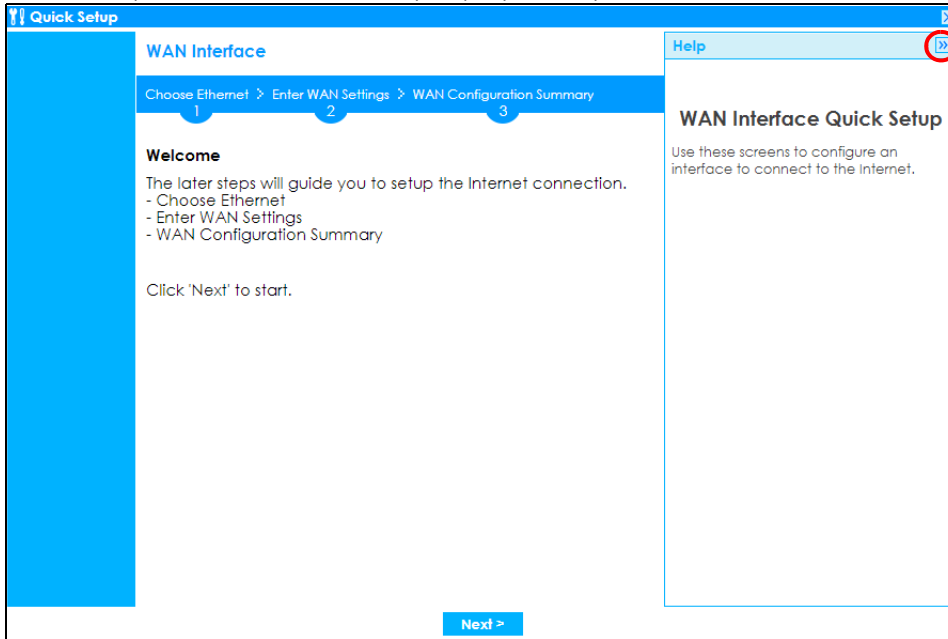 Quick Setup
WAN Interface
Choose Ethernet > Enter WAN Settings > WAN Configuration Summary
1 2 3
Welcome
The later steps will guide you to setup the Internet connection.
- Choose Ethernet
- Enter WAN Settings
- WAN Configuration Summary
Click 'Next' to start.
Next >
Help
»
WAN Interface Quick Setup
Use these screens to configure an
interface to connect to the Internet.